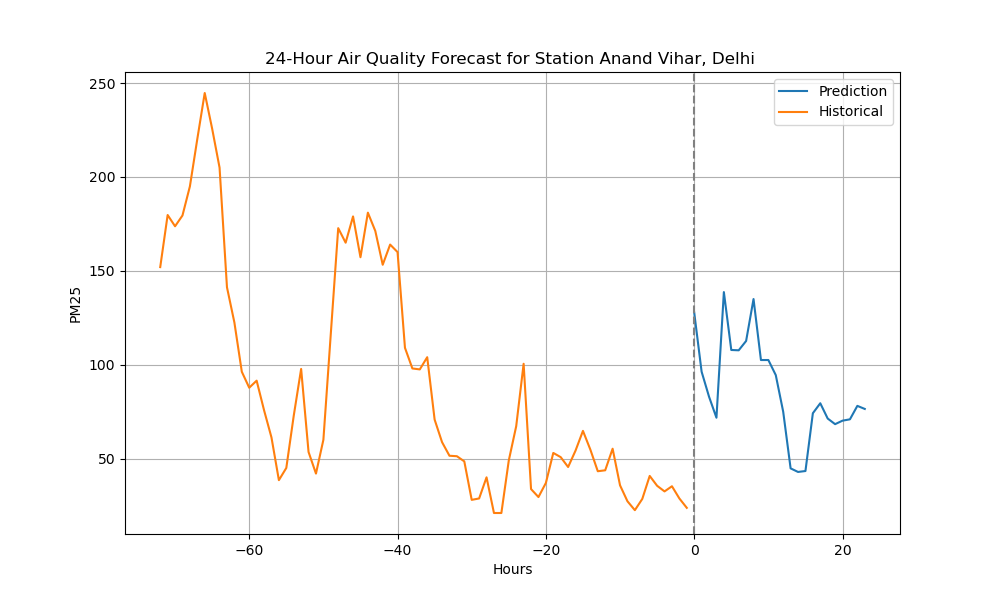 24-Hour Air Quality Forecast for Station Anand Vihar, Delhi
250
200
150
100
50
PM25
Prediction
Historical
−60
−40
−20
0
20
Hours